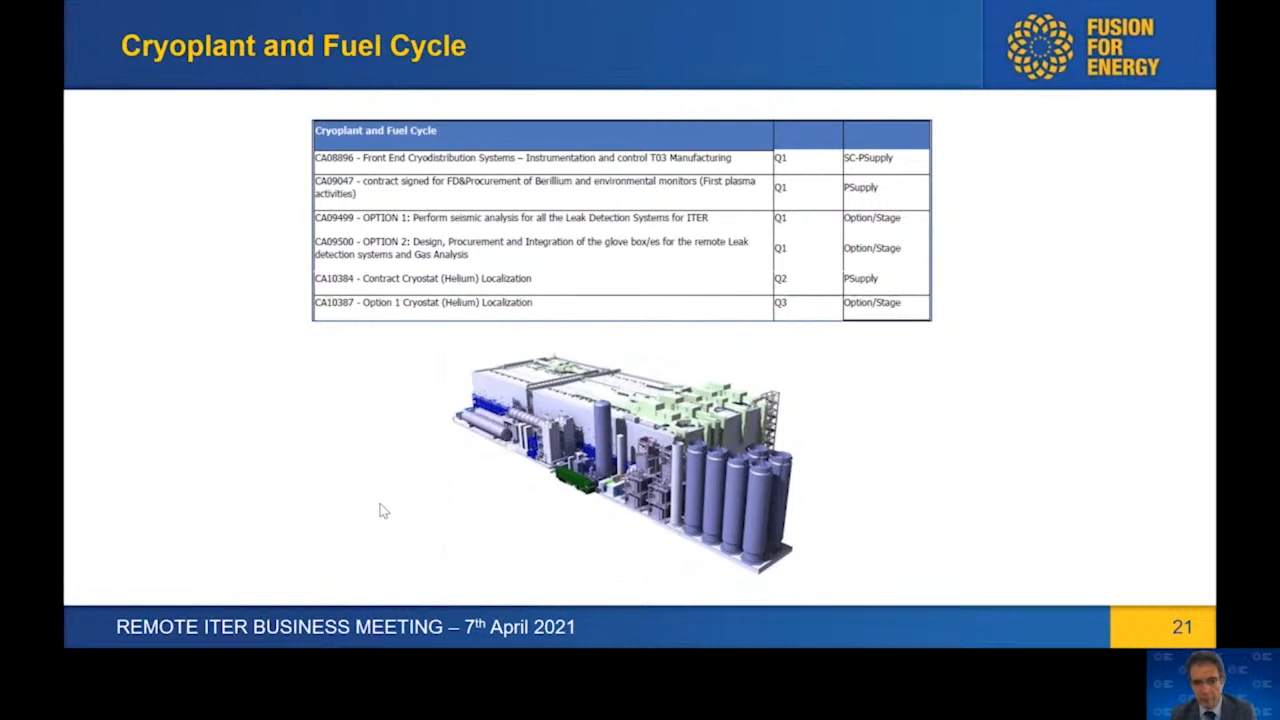 Cryoplant and Fuel Cycle
FUSION
FOR
ENERGY
Cryoplant and Fuel Cycle
CA08896 - Front End Cryodistribution Systems – Instrumentation and control T03 Manufacturing Q1 SC-PSupply
CA09047 - contract signed for FD&Procurement of Berillium and environmental monitors (First plasma
activities) Q1 PSupply
CA09499 - OPTION 1: Perform seismic analysis for all the Leak Detection Systems for ITER Q1 Option/Stage
CA09500 - OPTION 2: Design, Procurement and Integration of the glove box/es for the remote Leak
detection systems and Gas Analysis Q1 Option/Stage
CA10384 - Contract Cryostat (Helium) Localization Q2 PSupply
CA10387 - Option 1 Cryostat (Helium) Localization Q3 Option/Stage
REMOTE ITER BUSINESS MEETING – 7th April 2021
21